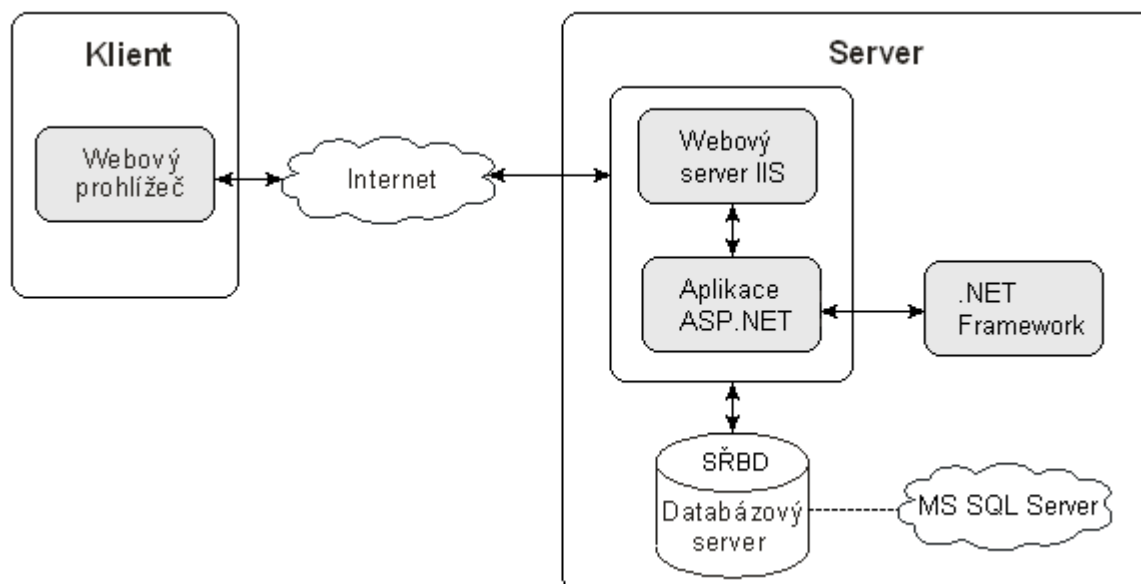 Klient
Webový
prohlížeč
Internet
Server
Webový
server IIS
Aplikace
ASP.NET
.NET
Framework
SŘBD
Databázový
server
MS SQL Server